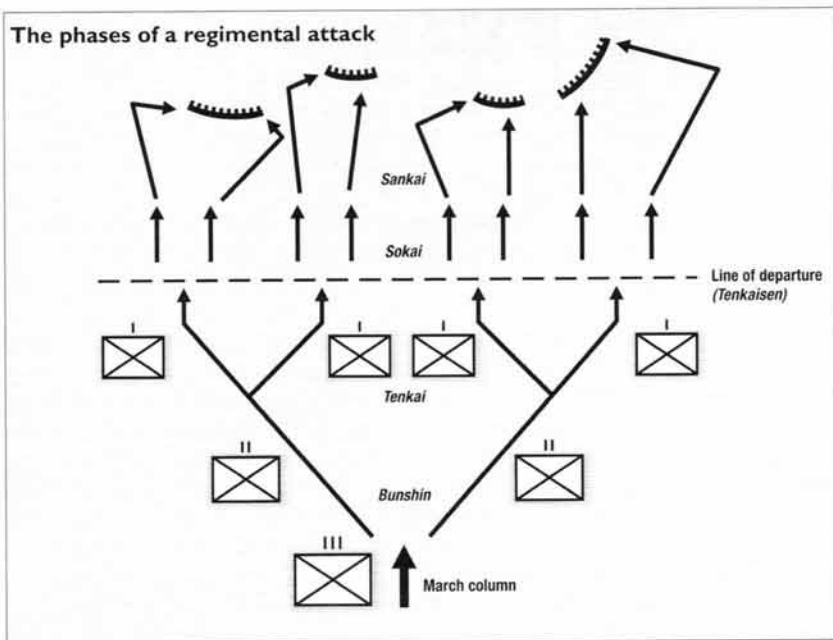 The phases of a regimental attack
Sankai
Sokai
Line of departure
(Tenkaisen)
I
I
I
I
Tenkai
II
II
Bunshin
III
March column